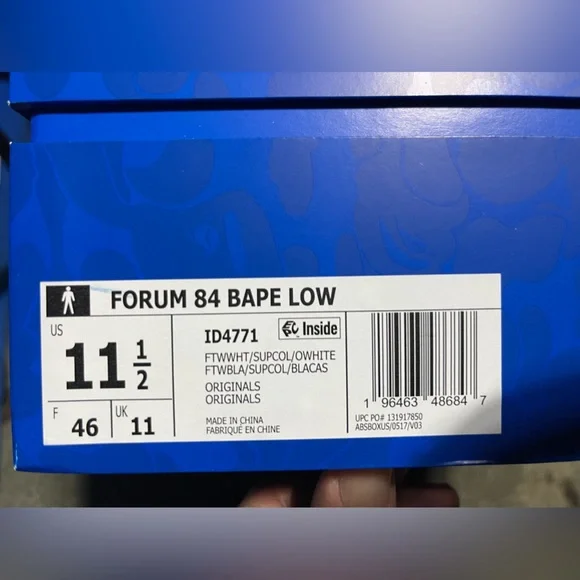 FORUM 84 BAPE LOW
US
11 1/2
F 46
UK 11
ID4771
Inside
FTWWHT/SUPCOL/OWHITE
FTWBLA/SUPCOL/BLACAS
ORIGINALS
ORIGINALS
MADE IN CHINA
FABRIQUÉ EN CHINE
1 96463 48684 7
UPC PO# 131917850
ABSBOXUS/0517/V03